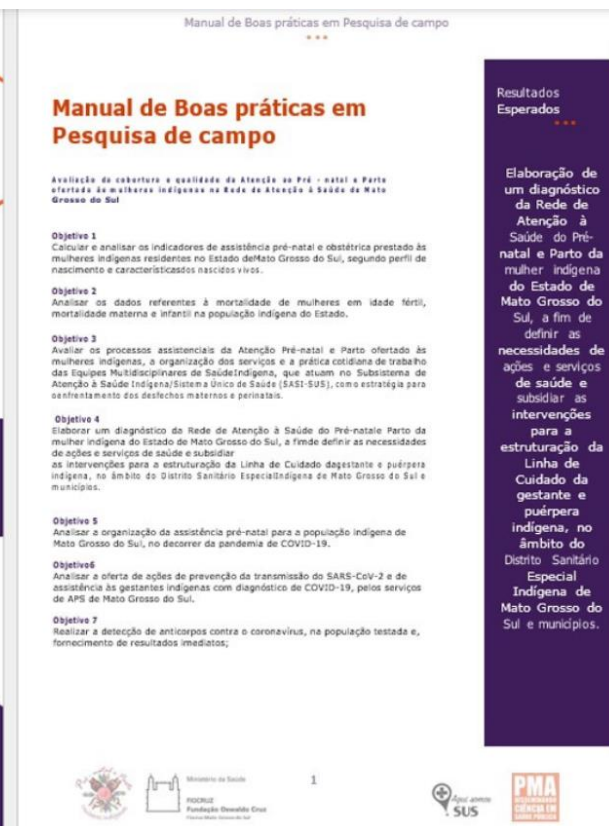 Manual de Boas práticas em Pesquisa de campo
Manual de Boas práticas em
Pesquisa de campo
Avaliação da cobertura e qualidade da Atenção ao Pré - natal e Parto
ofertada às mulheres indígenas na Rede de Atenção à Saúde do Mato
Grosso do Sul
Objetivo 1
Calcular e analisar os indicadores de assistência pré-natal e obstétrica prestado às
mulheres indígenas residentes no Estado deMato Grosso do Sul, segundo perfil de
nascimento e característicasdos nascidos vivos.
Objetivo 2
Analisar os dados referentes à mortalidade de mulheres em idade fértil,
mortalidade materna e infantil na população indígena do Estado.
Objetivo 3
Avaliar os processos assistenciais da Atenção Pré-natal e Parto ofertado às
mulheres indígenas, a organização dos serviços e a prática cotidiana de trabalho
das Equipes Multidisciplinares de SaúdeIndígena, que atuam no Subsistema de
Atenção à Saúde Indígena/Sistema Único de Saúde (SASI-SUS), como estratégia para
oenfrentamento dos desfechos maternos e perinatais.
Objetivo 4
Elaborar um diagnóstico da Rede de Atenção à Saúde do Pré-natale Parto da
mulher indígena do Estado de Mato Grosso do Sul, a fimde definir as necessidades
de ações e serviços de saúde e subsidiar
as intervenções para a estruturação da Linha de Cuidado dagestante e puérpera
indígena, no âmbito do Distrito Sanitário EspecialIndígena de Mato Grosso do Sul e
municípios.
Objetivo 5
Analisar a organização da assistência pré-natal para a população indígena de
Mato Grosso do Sul, no decorrer da pandemia de COVID-19.
Objetivo6
Analisar a oferta de ações de prevenção da transmissão do SARS-CoV-2 e de
assistência às gestantes indígenas com diagnóstico de COVID-19, pelos serviços
de APS de Mato Grosso do Sul.
Objetivo 7
Realizar a detecção de anticorpos contra o coronavírus, na população testada e,
fornecimento de resultados imediatos;
Resultados
Esperados
Elaboração de
um diagnóstico
da Rede de
Atenção à
Saúde do Pré-
natal e Parto da
mulher indígena
do Estado de
Mato Grosso do
Sul, a fim de
definir as
necessidades de
ações e serviços
de saúde e
subsidiar as
intervenções
para a
estruturação da
Linha de
Cuidado da
gestante e
puérpera
indígena, no
âmbito do
Distrito Sanitário
Especial
Indígena de
Mato Grosso do
Sul e municípios.
Ministério da Saúde
FIOCRUZ
Fundação Oswaldo Cruz
Fiocruz Mato Grosso do Sul
1
Aqui somos
SUS
PMA